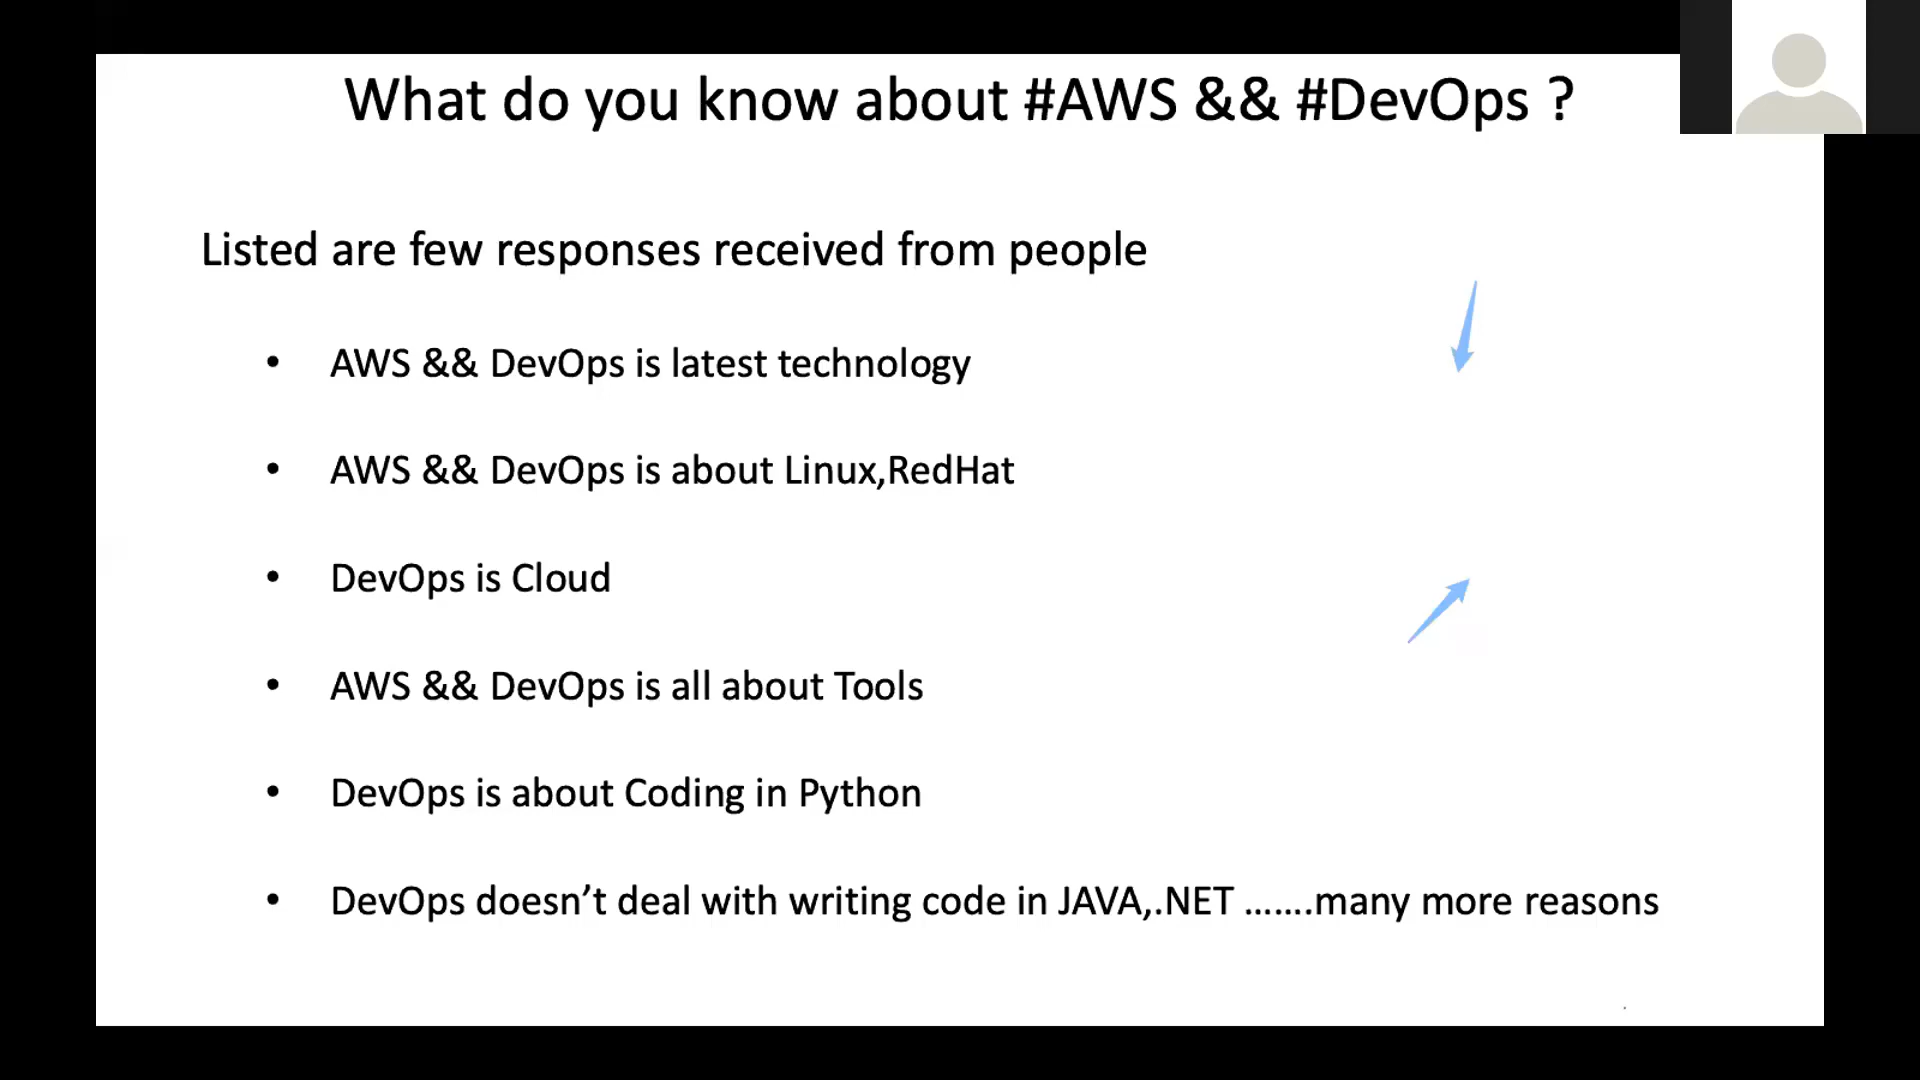 What do you know about #AWS && #DevOps ?
Listed are few responses received from people
• AWS && DevOps is latest technology
• AWS && DevOps is about Linux,RedHat
• DevOps is Cloud
• AWS && DevOps is all about Tools
• DevOps is about Coding in Python
• DevOps doesn’t deal with writing code in JAVA,.NET …….many more reasons